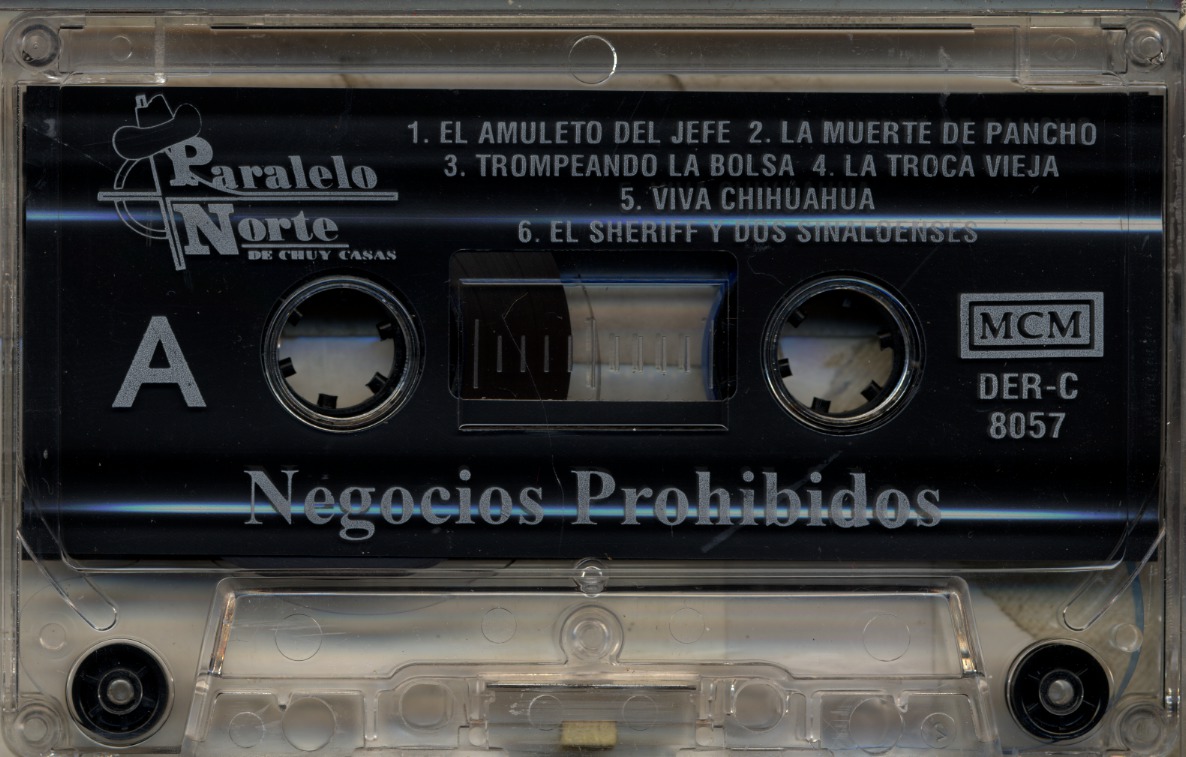 Paralelo
Norte
DE CHUY CASAS
1. EL AMULETO DEL JEFE 2. LA MUERTE DE PANCHO
3. TROMPEANDO LA BOLSA 4. LA TROCA VIEJA
5. VIVA CHIHUAHUA
6. EL SHERIFF Y DOS SINALOENSES
A
MCM
DER-C
8057
Negocios Prohibidos